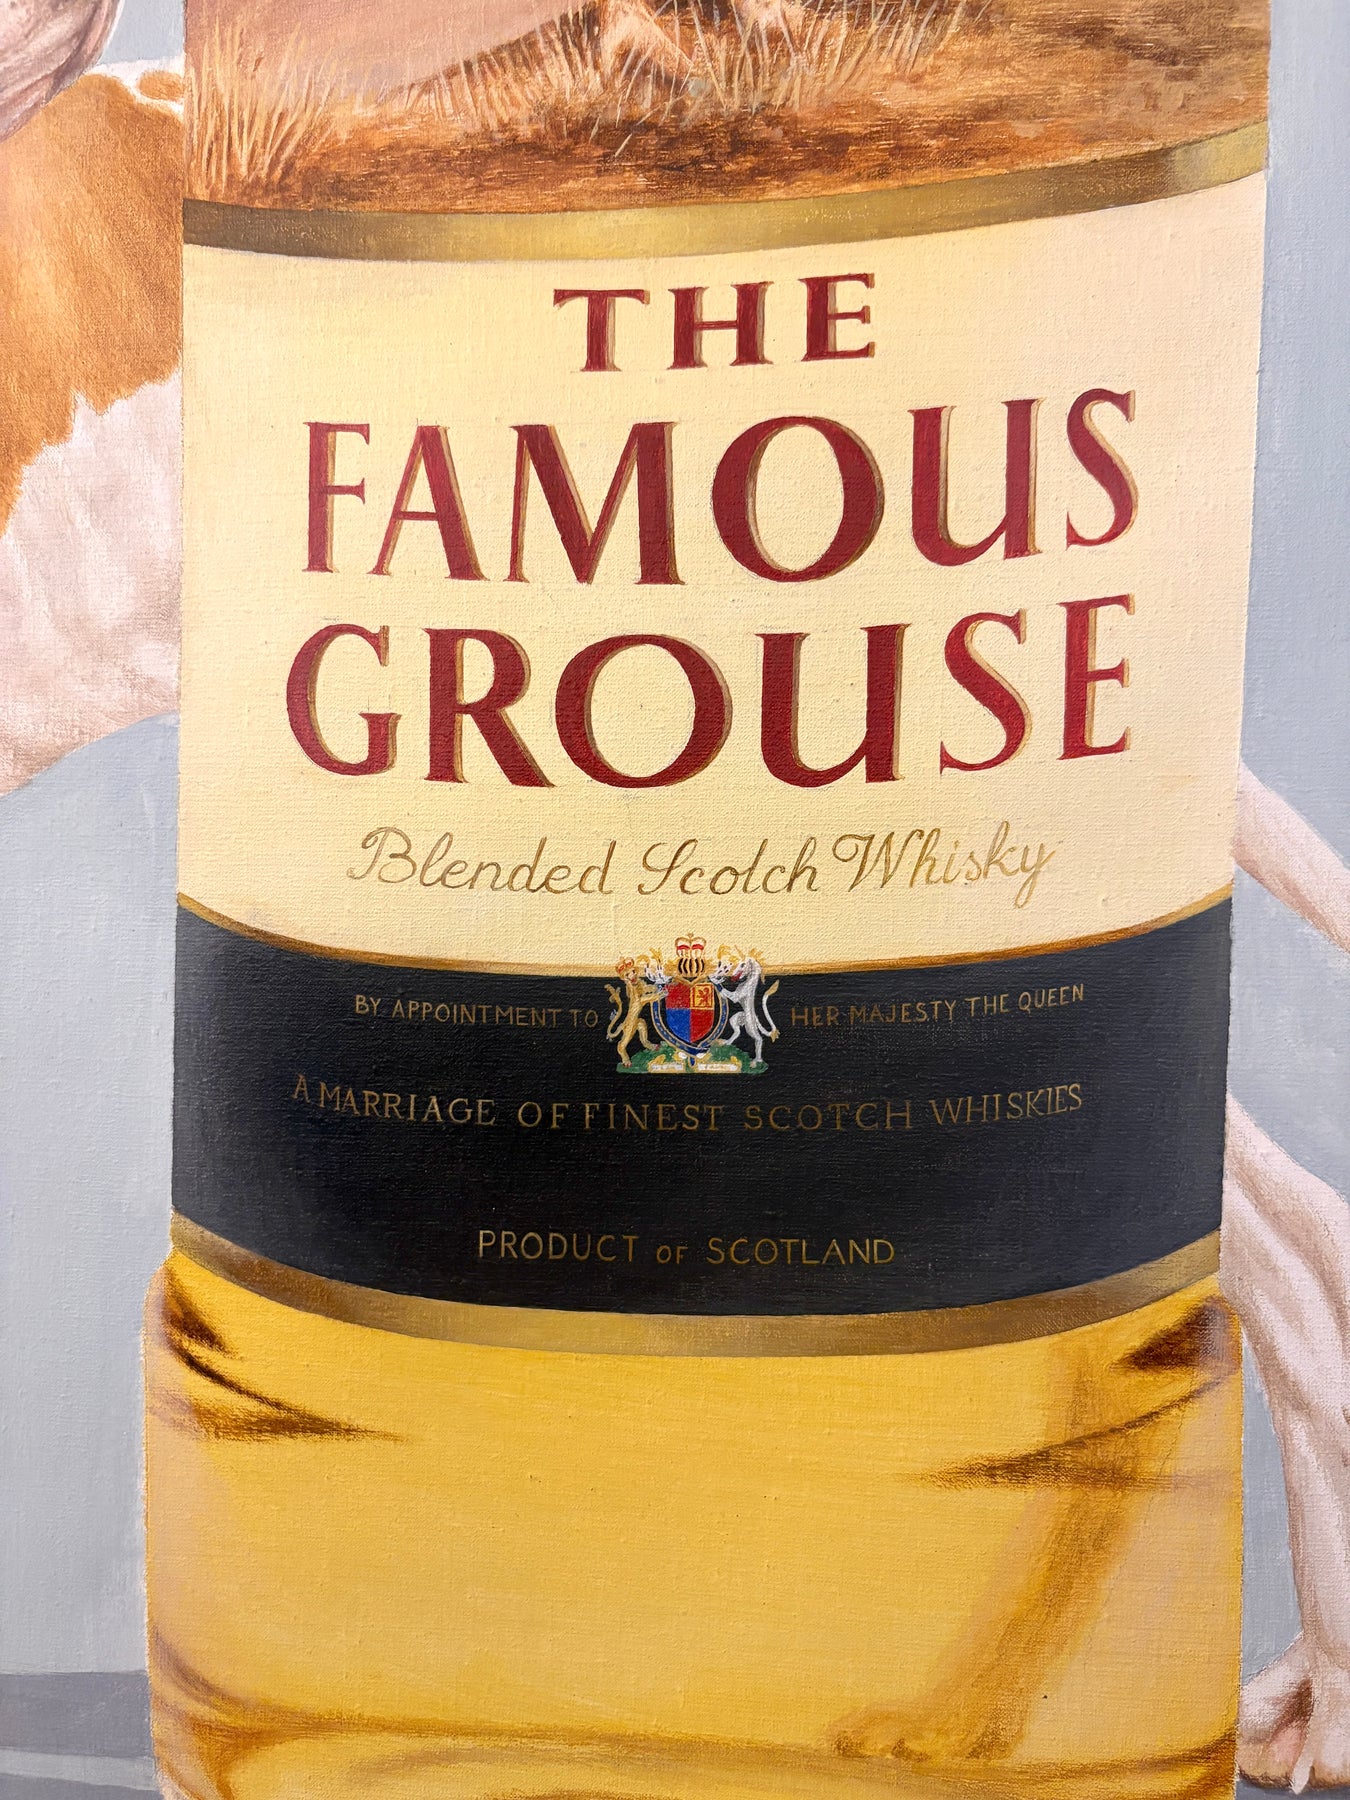 THE
FAMOUS
GROUSE
Blended Scotch Whisky
BY APPOINTMENT TO HER MAJESTY THE QUEEN
A MARRIAGE OF FINEST SCOTCH WHISKIES
PRODUCT OF SCOTLAND